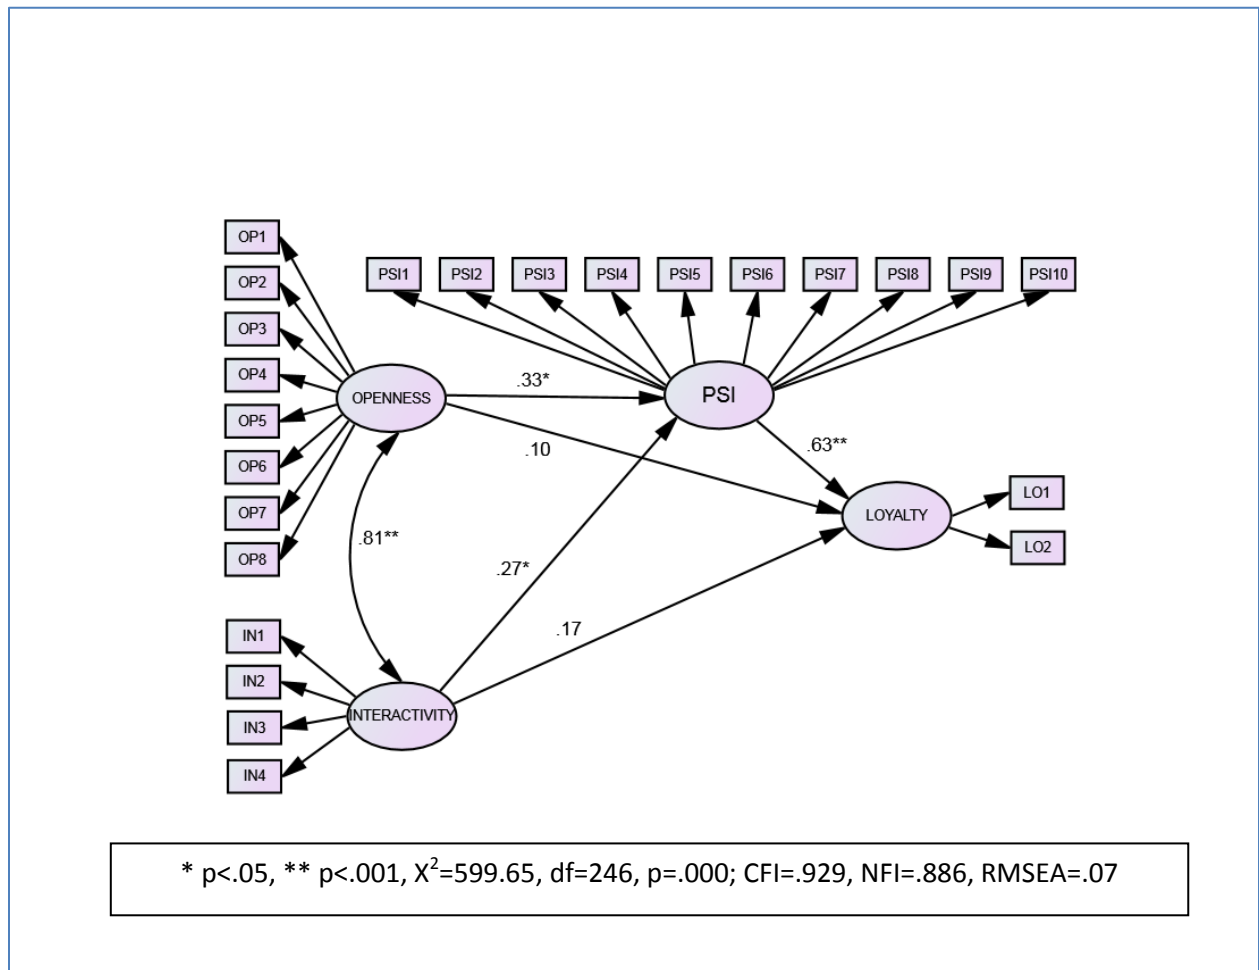 OP1
OP2
OP3
OP4
OP5
OP6
OP7
OP8
PSI1 PSI2 PSI3 PSI4 PSI5 PSI6 PSI7 PSI8 PSI9 PSI10
OPENNESS
.33*
PSI
.10
.63**
LOYALTY
LO1
LO2
.81**
.27*
.17
IN1
IN2
IN3
IN4
INTERACTIVITY
* p<.05, ** p<.001, X²=599.65, df=246, p=.000; CFI=.929, NFI=.886, RMSEA=.07